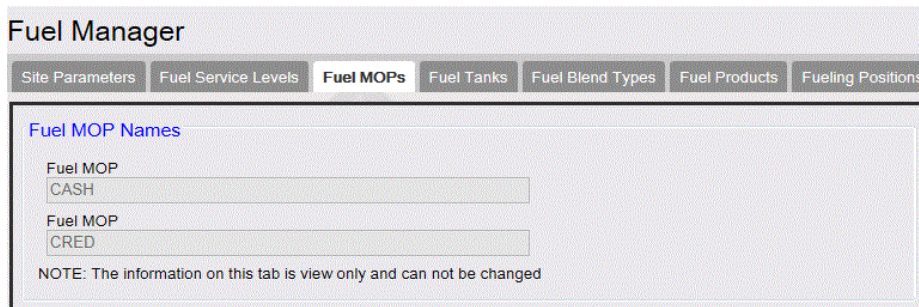 Fuel Manager
Site Parameters Fuel Service Levels Fuel MOPs Fuel Tanks Fuel Blend Types Fuel Products Fueling Positions
Fuel MOP Names
Fuel MOP
CASH
Fuel MOP
CRED
NOTE: The information on this tab is view only and can not be changed